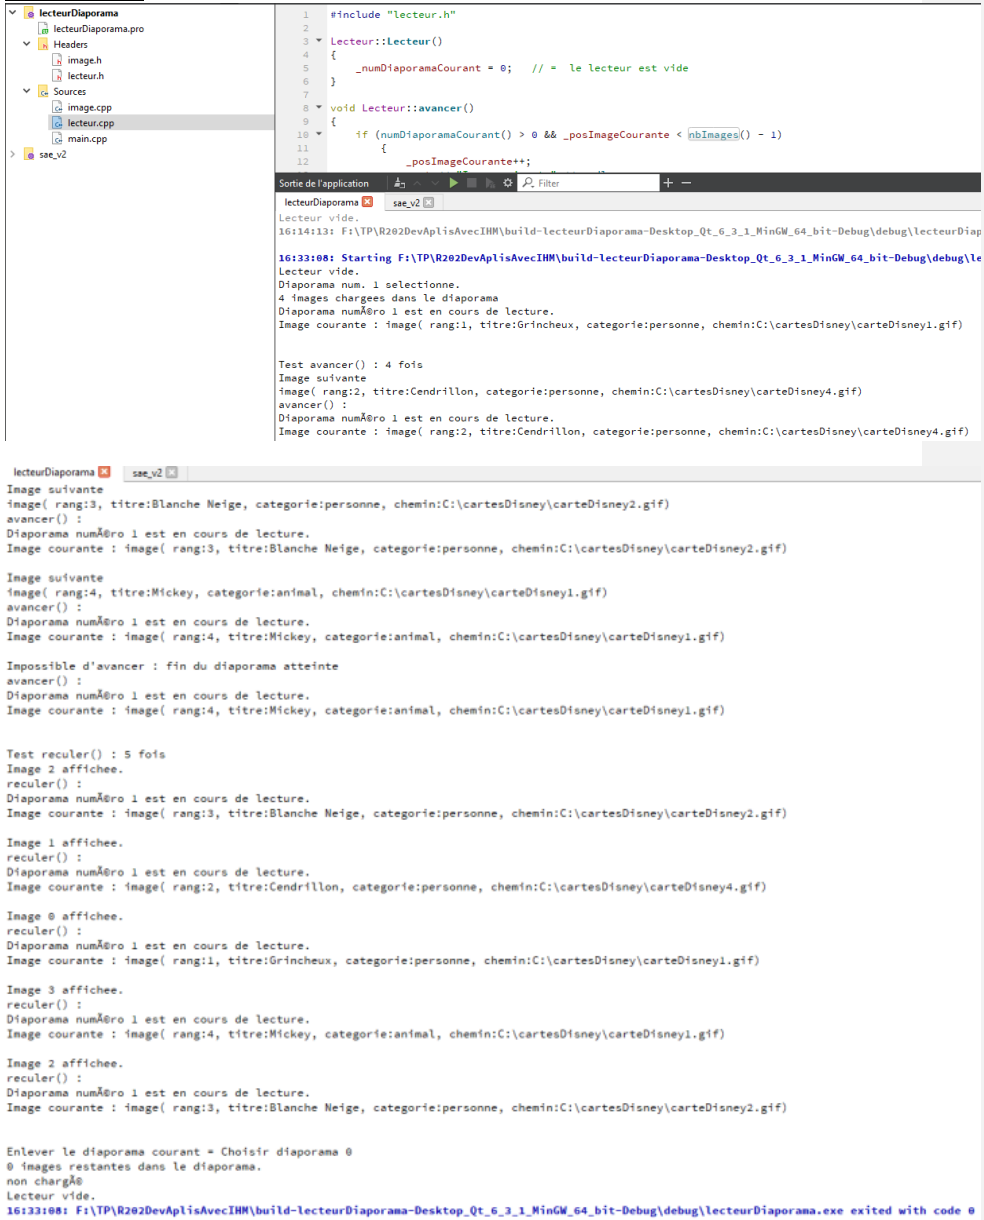 lecteurDiaporama
lecteurDiaporama.pro
Headers
image.h
lecteur.h
Sources
image.cpp
lecteur.cpp
main.cpp
sae_v2
1 #include "lecteur.h"
2
3 Lecteur::Lecteur()
4 {
5 _numDiaporamaCourant = 0; // = le lecteur est vide
6 }
7
8 void Lecteur::avancer()
9 {
10 if (numDiaporamaCourant() > 0 && _posImageCourante < nbImages() - 1)
11 {
12 _posImageCourante++;
Sortie de l'application Filter
lecteurDiaporama sae_v2
Lecteur vide.
16:14:13: F:\TP\R202DevAplisAvecIHM\build-lecteurDiaporama-Desktop_Qt_6_3_1_MinGW_64_bit-Debug\debug\lecteurDiap
16:33:08: Starting F:\TP\R202DevAplisAvecIHM\build-lecteurDiaporama-Desktop_Qt_6_3_1_MinGW_64_bit-Debug\debug\le
Lecteur vide.
Diaporama num. 1 selectionne.
4 images chargees dans le diaporama
Diaporama numÃ©ro 1 est en cours de lecture.
Image courante : image( rang:1, titre:Grincheux, categorie:personne, chemin:C:\cartesDisney\carteDisney1.gif)
Test avancer() : 4 fois
Image suivante
image( rang:2, titre:Cendrillon, categorie:personne, chemin:C:\cartesDisney\carteDisney4.gif)
avancer() :
Diaporama numÃ©ro 1 est en cours de lecture.
Image courante : image( rang:2, titre:Cendrillon, categorie:personne, chemin:C:\cartesDisney\carteDisney4.gif)
lecteurDiaporama sae_v2
Image suivante
image( rang:3, titre:Blanche Neige, categorie:personne, chemin:C:\cartesDisney\carteDisney2.gif)
avancer() :
Diaporama numÃ©ro 1 est en cours de lecture.
Image courante : image( rang:3, titre:Blanche Neige, categorie:personne, chemin:C:\cartesDisney\carteDisney2.gif)
Image suivante
image( rang:4, titre:Mickey, categorie:animal, chemin:C:\cartesDisney\carteDisney1.gif)
avancer() :
Diaporama numÃ©ro 1 est en cours de lecture.
Image courante : image( rang:4, titre:Mickey, categorie:animal, chemin:C:\cartesDisney\carteDisney1.gif)
Impossible d'avancer : fin du diaporama atteinte
avancer() :
Diaporama numÃ©ro 1 est en cours de lecture.
Image courante : image( rang:4, titre:Mickey, categorie:animal, chemin:C:\cartesDisney\carteDisney1.gif)
Test reculer() : 5 fois
Image 2 affichee.
reculer() :
Diaporama numÃ©ro 1 est en cours de lecture.
Image courante : image( rang:3, titre:Blanche Neige, categorie:personne, chemin:C:\cartesDisney\carteDisney2.gif)
Image 1 affichee.
reculer() :
Diaporama numÃ©ro 1 est en cours de lecture.
Image courante : image( rang:2, titre:Cendrillon, categorie:personne, chemin:C:\cartesDisney\carteDisney4.gif)
Image 0 affichee.
reculer() :
Diaporama numÃ©ro 1 est en cours de lecture.
Image courante : image( rang:1, titre:Grincheux, categorie:personne, chemin:C:\cartesDisney\carteDisney1.gif)
Image 3 affichee.
reculer() :
Diaporama numÃ©ro 1 est en cours de lecture.
Image courante : image( rang:4, titre:Mickey, categorie:animal, chemin:C:\cartesDisney\carteDisney1.gif)
Image 2 affichee.
reculer() :
Diaporama numÃ©ro 1 est en cours de lecture.
Image courante : image( rang:3, titre:Blanche Neige, categorie:personne, chemin:C:\cartesDisney\carteDisney2.gif)
Enlever le diaporama courant = Choisir diaporama 0
0 images restantes dans le diaporama.
non chargÃ©
Lecteur vide.
16:33:08: F:\TP\R202DevAplisAvecIHM\build-lecteurDiaporama-Desktop_Qt_6_3_1_MinGW_64_bit-Debug\debug\lecteurDiaporama.exe exited with code 0